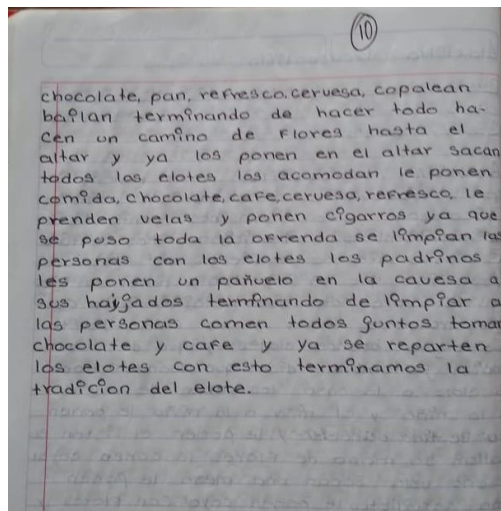 10
chocolate, pan, refresco, cervesa, copalean
bailan terminando de hacer todo ha-
cen un camino de flores hasta el
altar y ya los ponen en el altar sacan
todos los elotes los acomodan le ponen
comida, chocolate, cafe, cervesa, refresco, le
prenden velas y ponen cigarros ya que
se puso toda la ofrenda se limpian las
personas con los elotes los padrinos
les ponen un pañuelo en la cavesa a
sus haijados terminando de limpiar a
las personas comen todos juntos toman
chocolate y cafe y ya se reparten
los elotes con esto terminamos la
tradicion del elote.